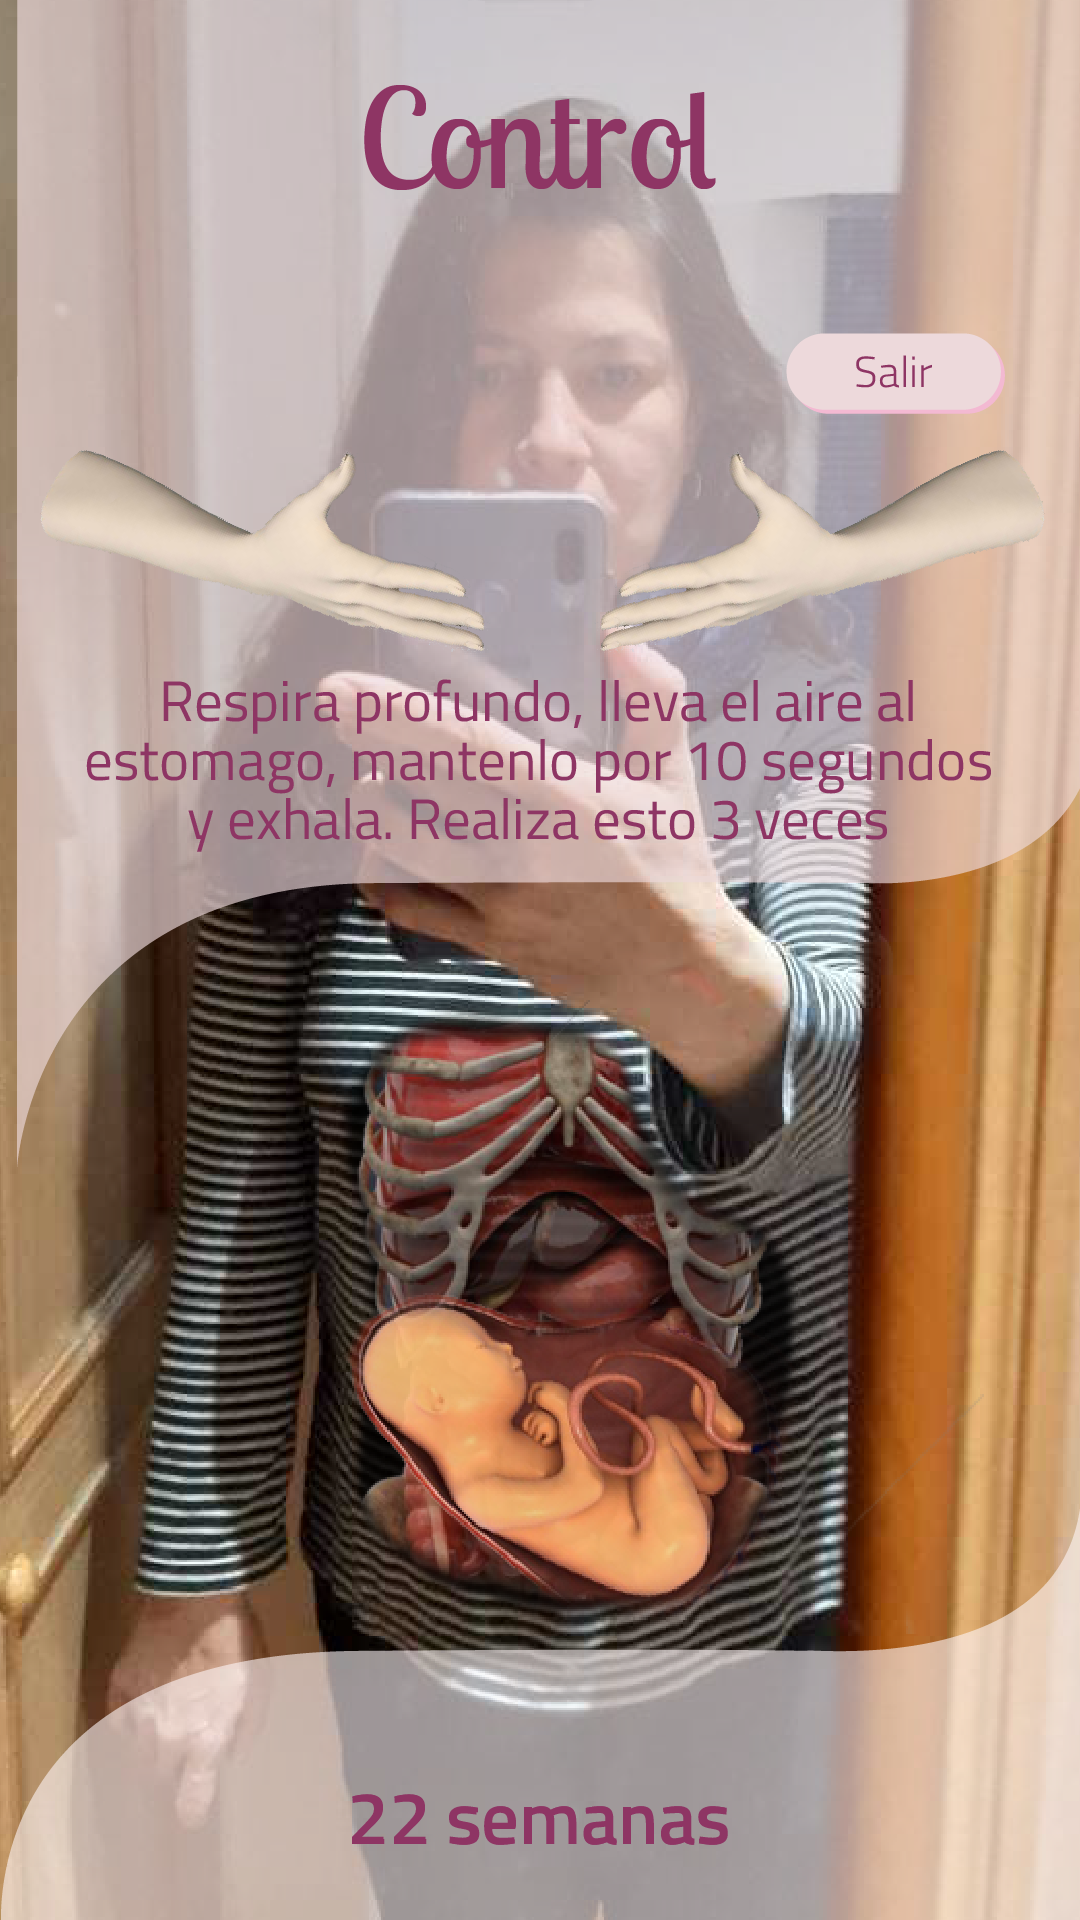 Control
Salir
Respira profundo, lleva el aire al
estomago, mantenlo por 10 segundos
y exhala. Realiza esto 3 veces
22 semanas